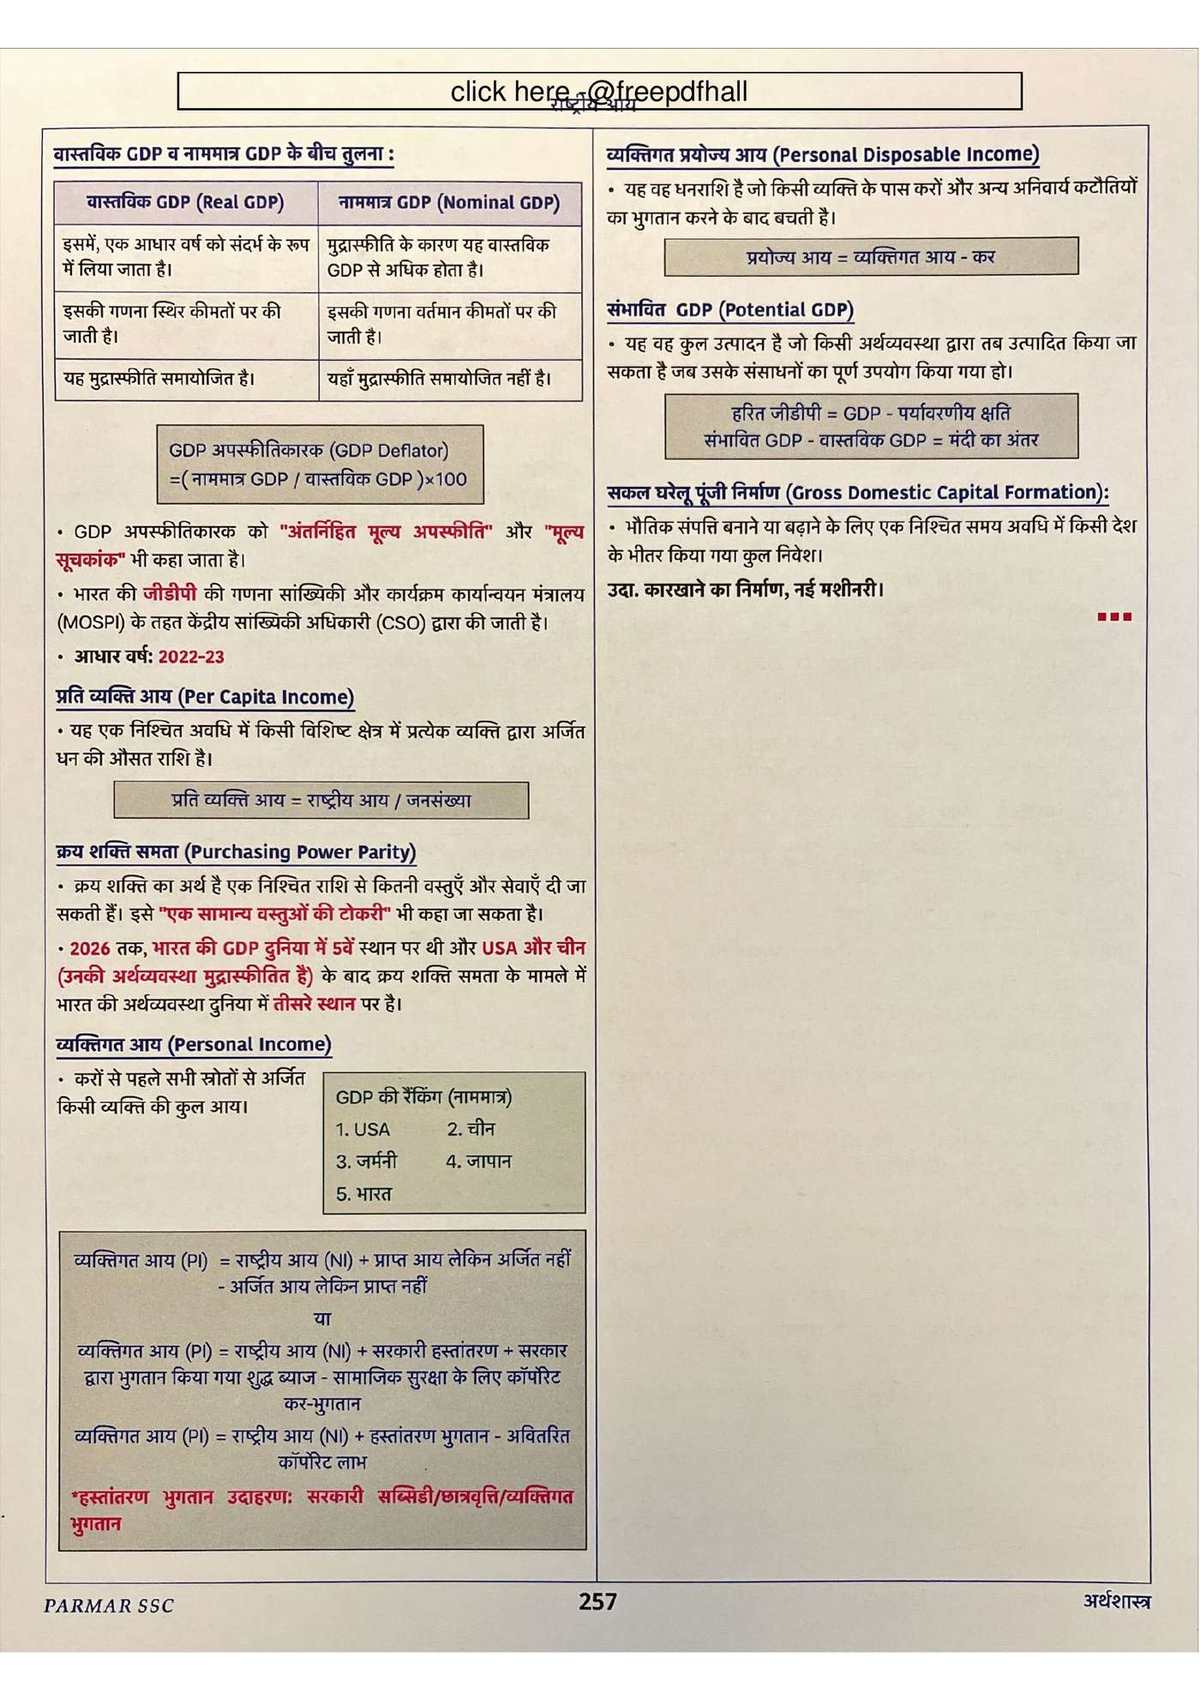 click here @freepdfhall
राष्ट्रीय आय
वास्तविक GDP व नाममात्र GDP के बीच तुलना :
वास्तविक GDP (Real GDP) नाममात्र GDP (Nominal GDP)
इसमें, एक आधार वर्ष को संदर्भ के रूप
में लिया जाता है।
मुद्रास्फीति के कारण यह वास्तविक
GDP से अधिक होता है।
इसकी गणना स्थिर कीमतों पर की
जाती है।
इसकी गणना वर्तमान कीमतों पर की
जाती है।
यह मुद्रास्फीति समायोजित है।
यहाँ मुद्रास्फीति समायोजित नहीं है।
GDP अपस्फीतिकारक (GDP Deflator)
=( नाममात्र GDP / वास्तविक GDP )×100
• GDP अपस्फीतिकारक को "अंतर्निहित मूल्य अपस्फीति" और "मूल्य
सूचकांक" भी कहा जाता है।
• भारत की जीडीपी की गणना सांख्यिकी और कार्यक्रम कार्यान्वयन मंत्रालय
(MOSPI) के तहत केंद्रीय सांख्यिकी अधिकारी (CSO) द्वारा की जाती है।
• आधार वर्ष: 2022-23
प्रति व्यक्ति आय (Per Capita Income)
• यह एक निश्चित अवधि में किसी विशिष्ट क्षेत्र में प्रत्येक व्यक्ति द्वारा अर्जित
धन की औसत राशि है।
प्रति व्यक्ति आय = राष्ट्रीय आय / जनसंख्या
क्रय शक्ति समता (Purchasing Power Parity)
• क्रय शक्ति का अर्थ है एक निश्चित राशि से कितनी वस्तुएँ और सेवाएँ दी जा
सकती हैं। इसे "एक सामान्य वस्तुओं की टोकरी" भी कहा जा सकता है।
• 2026 तक, भारत की GDP दुनिया में 5वें स्थान पर थी और USA और चीन
(उनकी अर्थव्यवस्था मुद्रास्फीतित है) के बाद क्रय शक्ति समता के मामले में
भारत की अर्थव्यवस्था दुनिया में तीसरे स्थान पर है।
व्यक्तिगत आय (Personal Income)
• करों से पहले सभी स्रोतों से अर्जित
किसी व्यक्ति की कुल आय।
GDP की रैंकिंग (नाममात्र)
1. USA 2. चीन
3. जर्मनी 4. जापान
5. भारत
व्यक्तिगत आय (PI) = राष्ट्रीय आय (NI) + प्राप्त आय लेकिन अर्जित नहीं
- अर्जित आय लेकिन प्राप्त नहीं
या
व्यक्तिगत आय (PI) = राष्ट्रीय आय (NI) + सरकारी हस्तांतरण + सरकार
द्वारा भुगतान किया गया शुद्ध ब्याज - सामाजिक सुरक्षा के लिए कॉर्पोरेट
कर-भुगतान
व्यक्तिगत आय (PI) = राष्ट्रीय आय (NI) + हस्तांतरण भुगतान - अवितरित
कॉर्पोरेट लाभ
*हस्तांतरण भुगतान उदाहरण: सरकारी सब्सिडी/छात्रवृत्ति/व्यक्तिगत
भुगतान
व्यक्तिगत प्रयोज्य आय (Personal Disposable Income)
• यह वह धनराशि है जो किसी व्यक्ति के पास करों और अन्य अनिवार्य कटौतियों
का भुगतान करने के बाद बचती है।
प्रयोज्य आय = व्यक्तिगत आय - कर
संभावित GDP (Potential GDP)
• यह वह कुल उत्पादन है जो किसी अर्थव्यवस्था द्वारा तब उत्पादित किया जा
सकता है जब उसके संसाधनों का पूर्ण उपयोग किया गया हो।
हरित जीडीपी = GDP - पर्यावरणीय क्षति
संभावित GDP - वास्तविक GDP = मंदी का अंतर
सकल घरेलू पूंजी निर्माण (Gross Domestic Capital Formation):
• भौतिक संपत्ति बनाने या बढ़ाने के लिए एक निश्चित समय अवधि में किसी देश
के भीतर किया गया कुल निवेश।
उदा. कारखाने का निर्माण, नई मशीनरी।
PARMAR SSC 257 अर्थशास्त्र